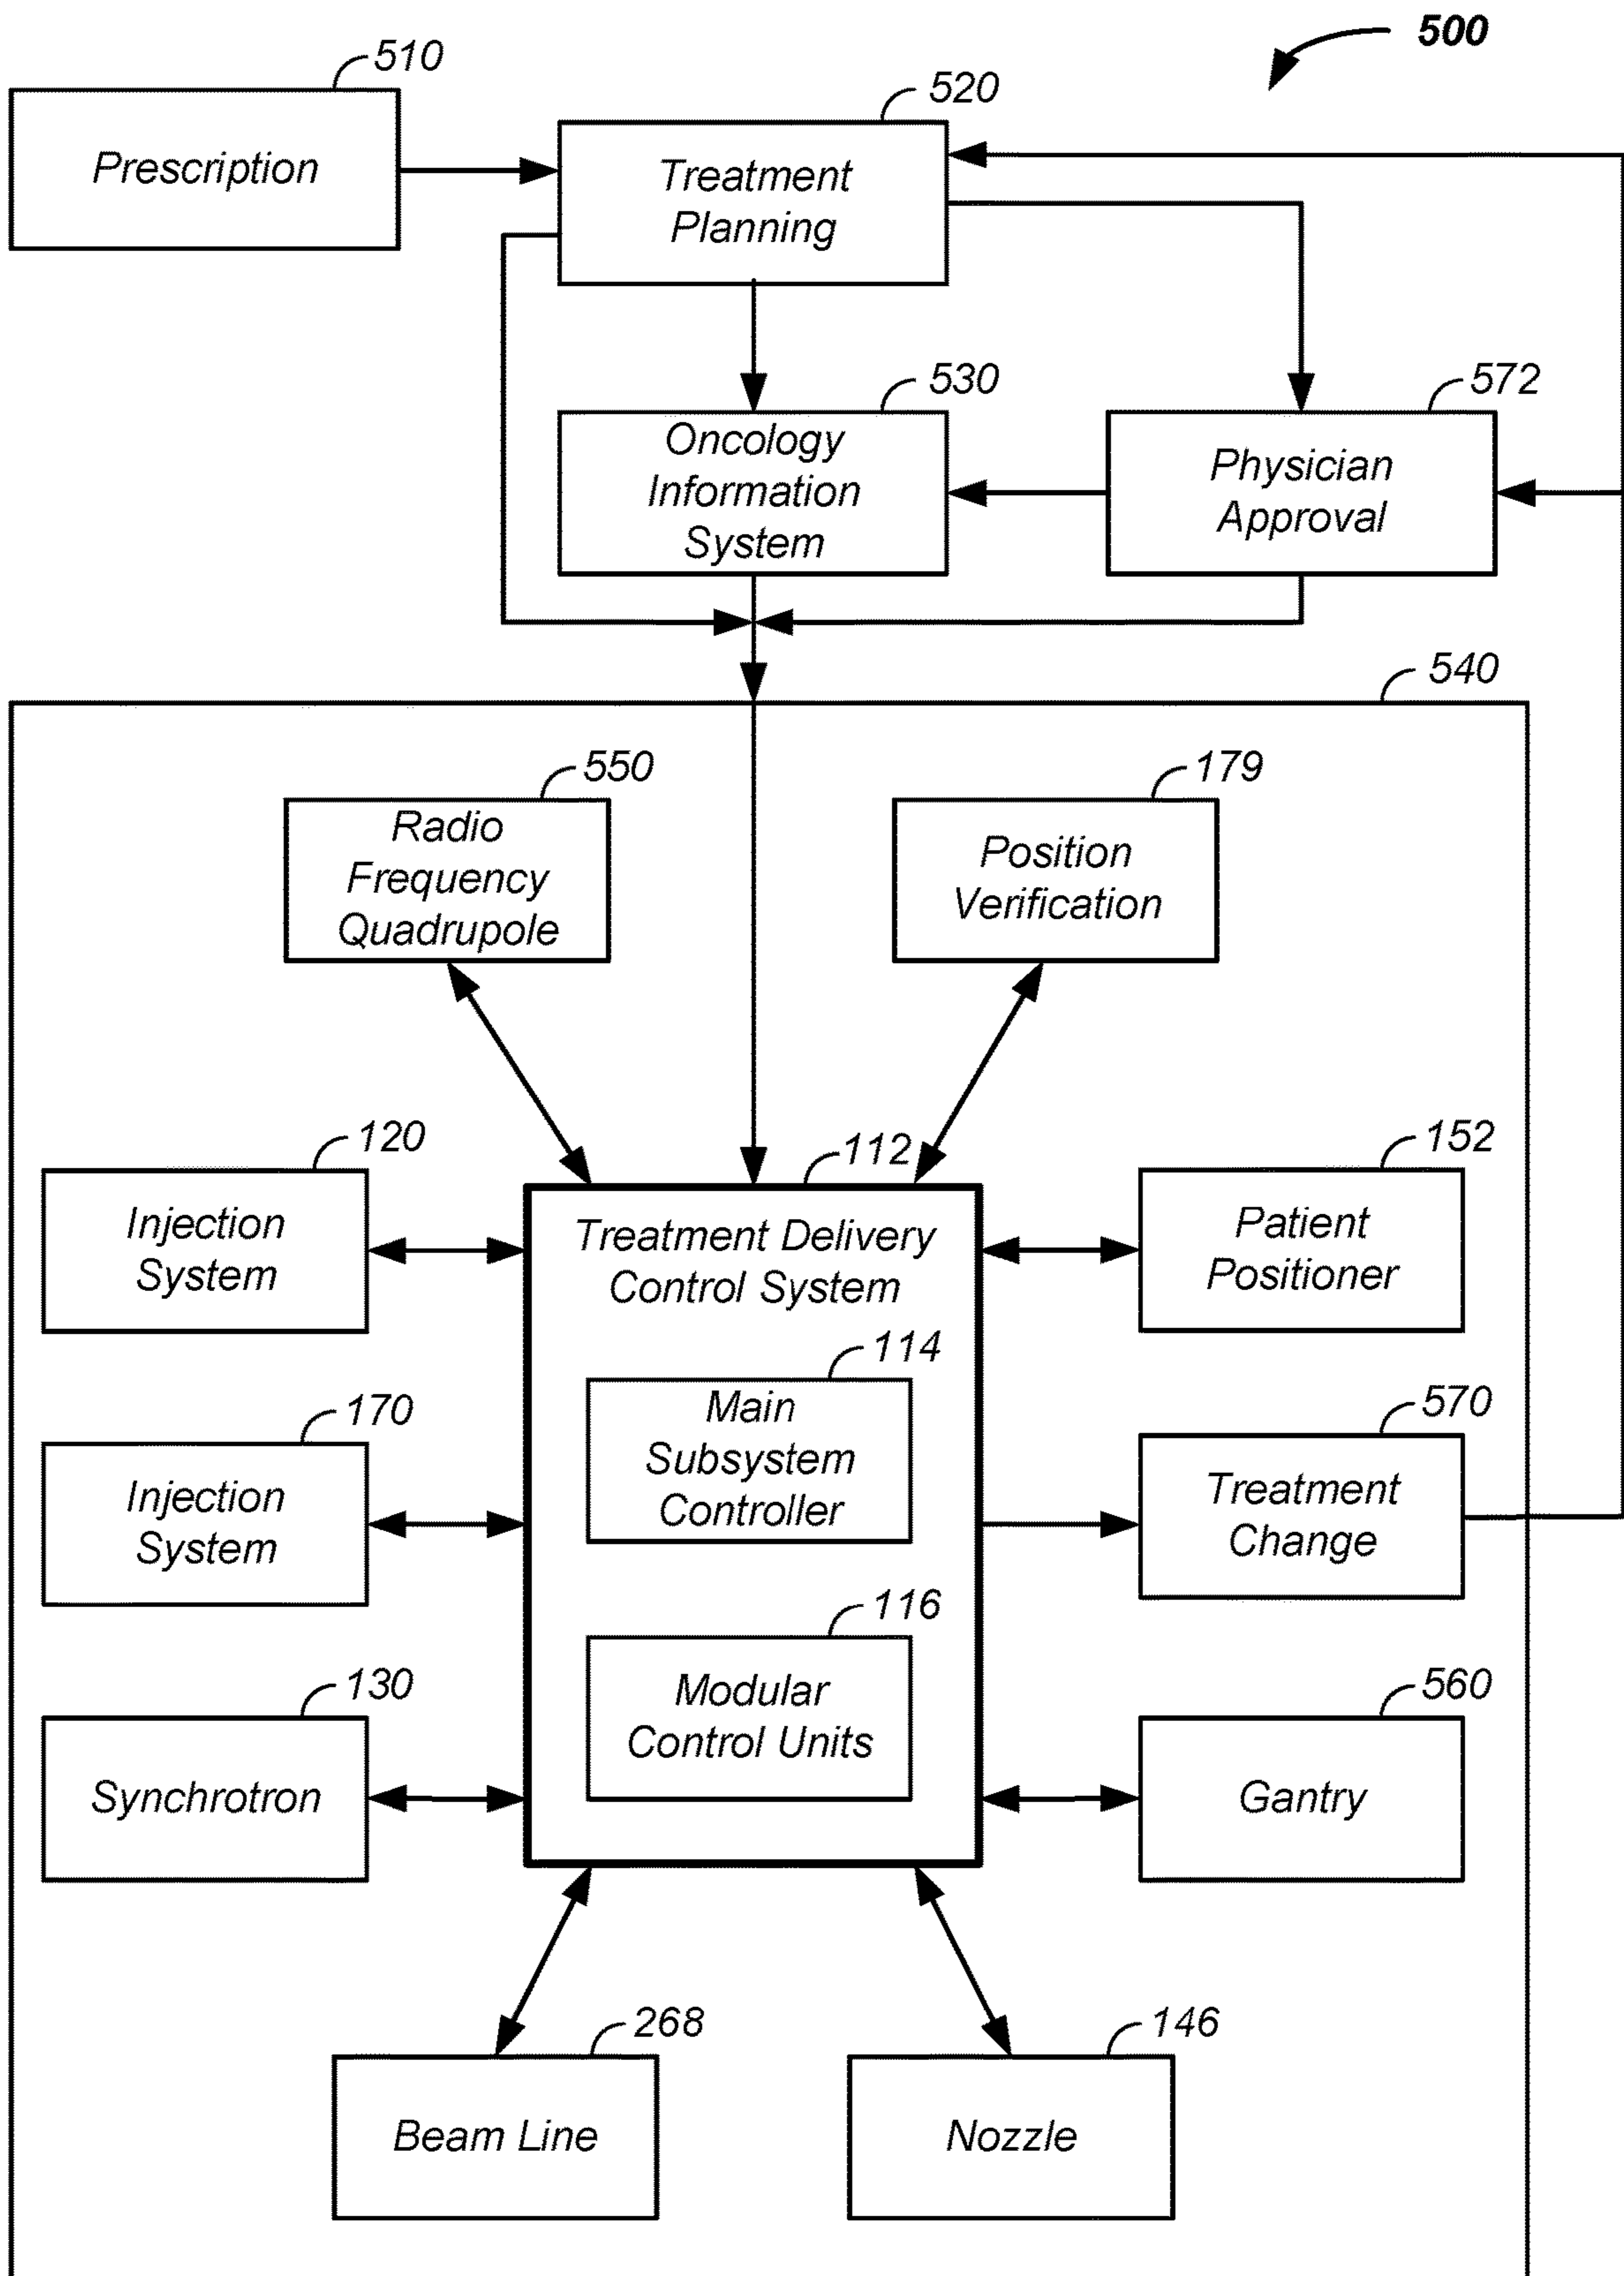 500
510
Prescription
520
Treatment
Planning
530
Oncology
Information
System
572
Physician
Approval
540
550
Radio
Frequency
Quadrupole
179
Position
Verification
120
Injection
System
112
Treatment Delivery
Control System
152
Patient
Positioner
114
Main
Subsystem
Controller
170
Injection
System
570
Treatment
Change
116
Modular
Control Units
130
Synchrotron
560
Gantry
268
Beam Line
146
Nozzle